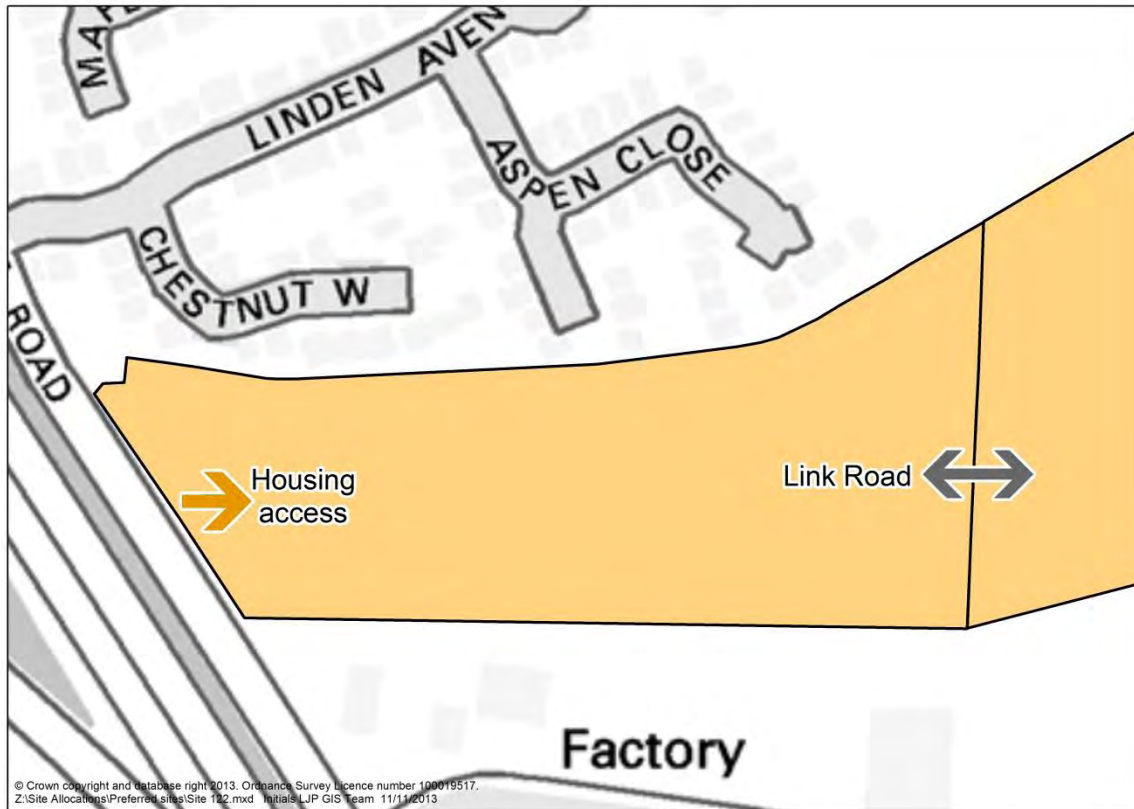 MAPL
LINDEN AVEN
ASPEN CLOSE
CHESTNUT W
ROAD
Housing
access
Link Road
Factory
© Crown copyright and database right 2013. Ordnance Survey Licence number 100019517.
Z:\Site Allocations\Preferred sites\Site 122.mxd Initials LJP GIS Team 11/11/2013